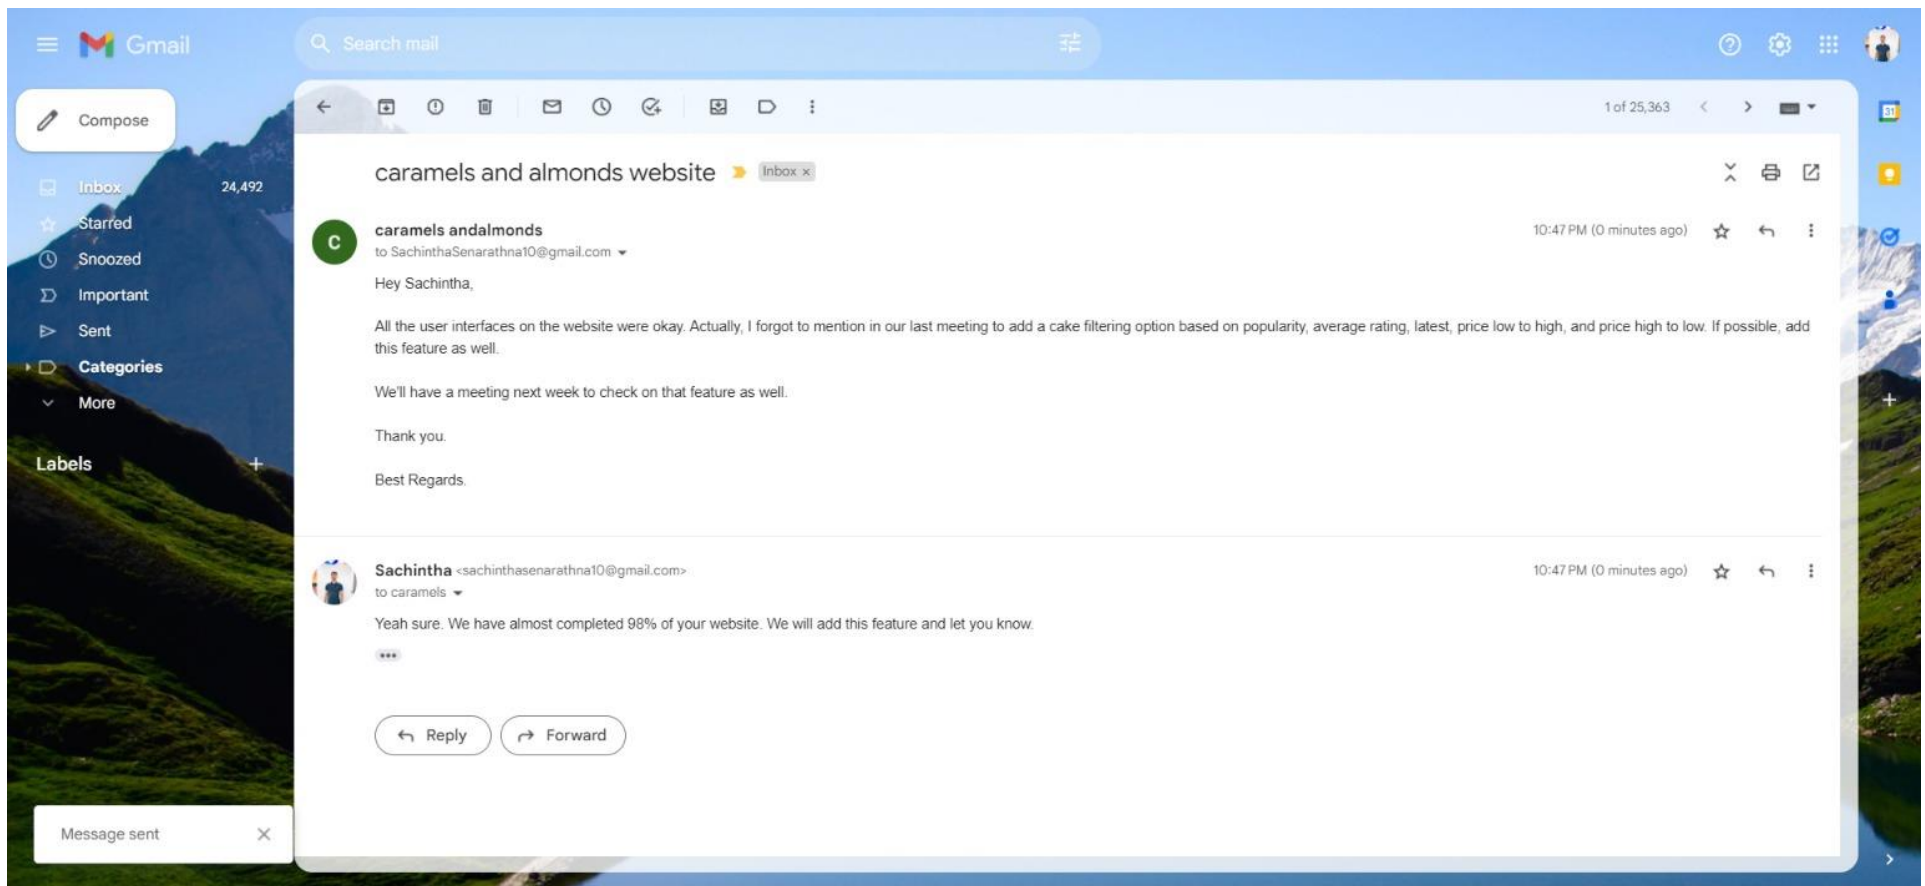 Gmail
Search mail
Compose
1 of 25,363
31
caramels and almonds website
Inbox ×
Inbox 24,492
Starred
Snoozed
Important
Sent
Categories
More
Labels
C
caramels andalmonds
10:47 PM (0 minutes ago)
to SachinthaSenarathna10@gmail.com
Hey Sachintha,
All the user interfaces on the website were okay. Actually, I forgot to mention in our last meeting to add a cake filtering option based on popularity, average rating, latest, price low to high, and price high to low. If possible, add
this feature as well.
We'll have a meeting next week to check on that feature as well.
Thank you.
Best Regards.
Sachintha <sachinthasenarathna10@gmail.com>
10:47 PM (0 minutes ago)
to caramels
Yeah sure. We have almost completed 98% of your website. We will add this feature and let you know.
Reply
Forward
Message sent